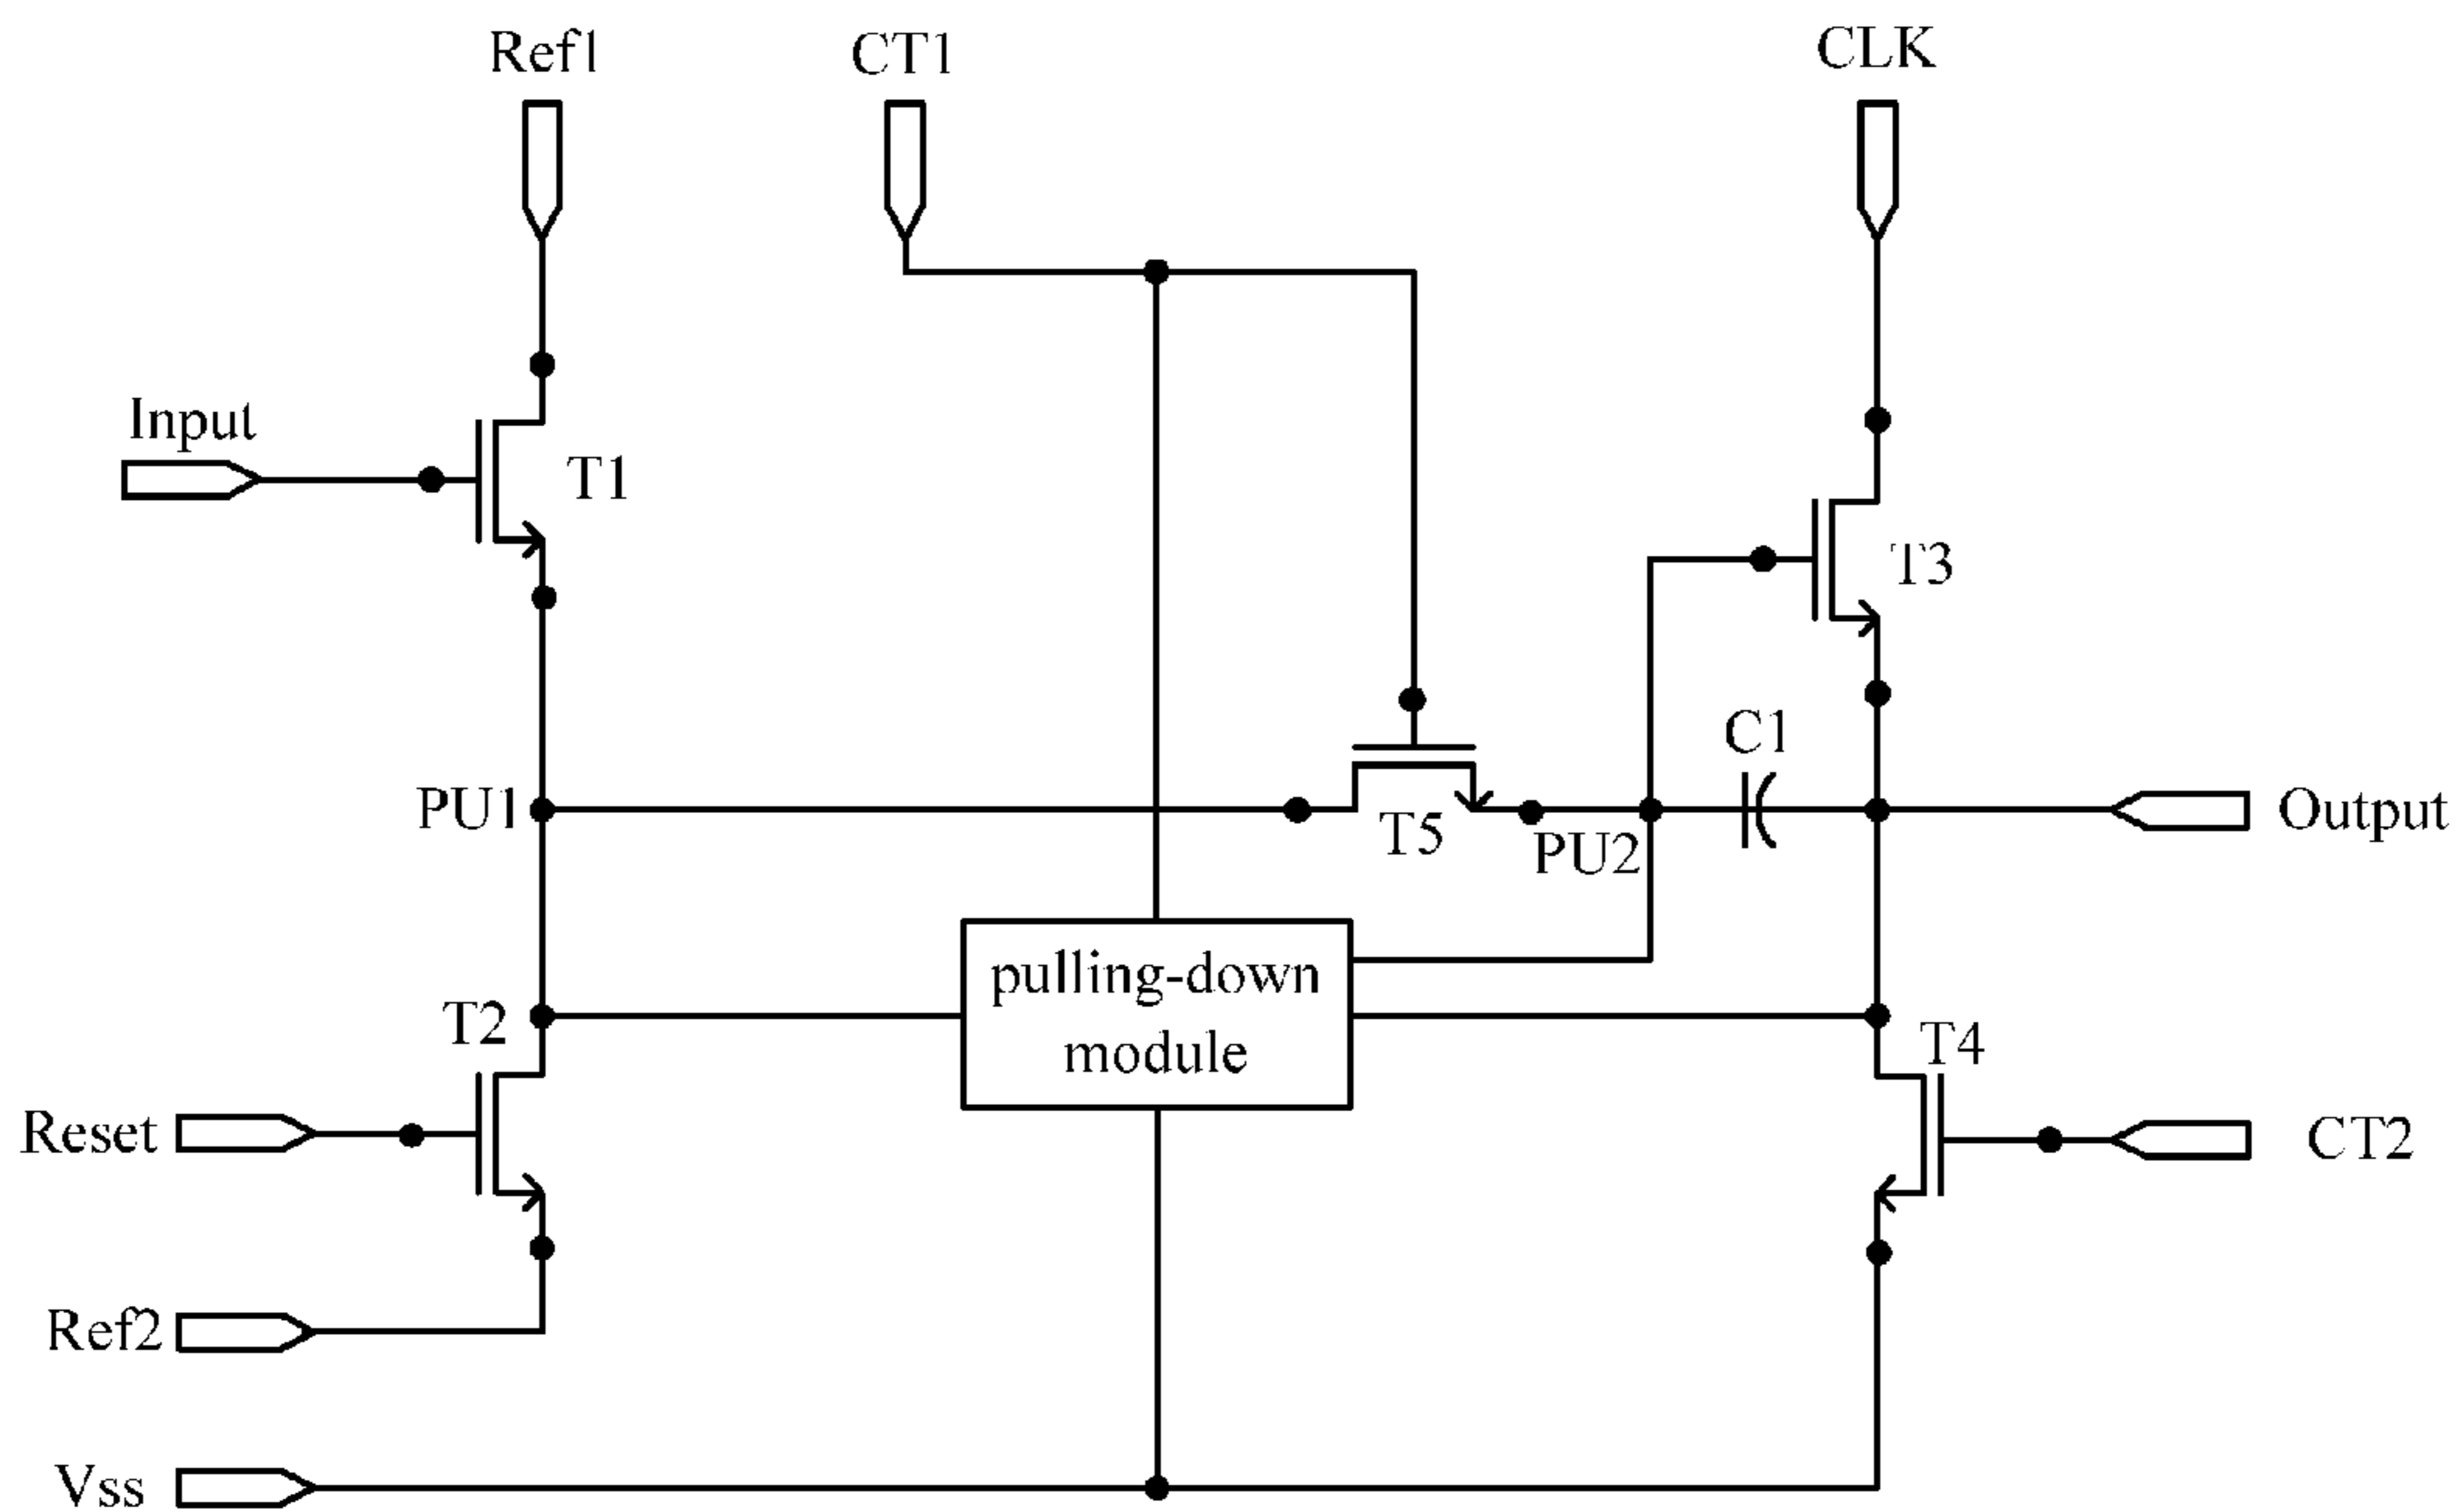 Ref1
CT1
CLK
Input
T1
T3
C1
PU1
T5
PU2
Output
pulling-down
module
T2
T4
Reset
CT2
Ref2
Vss